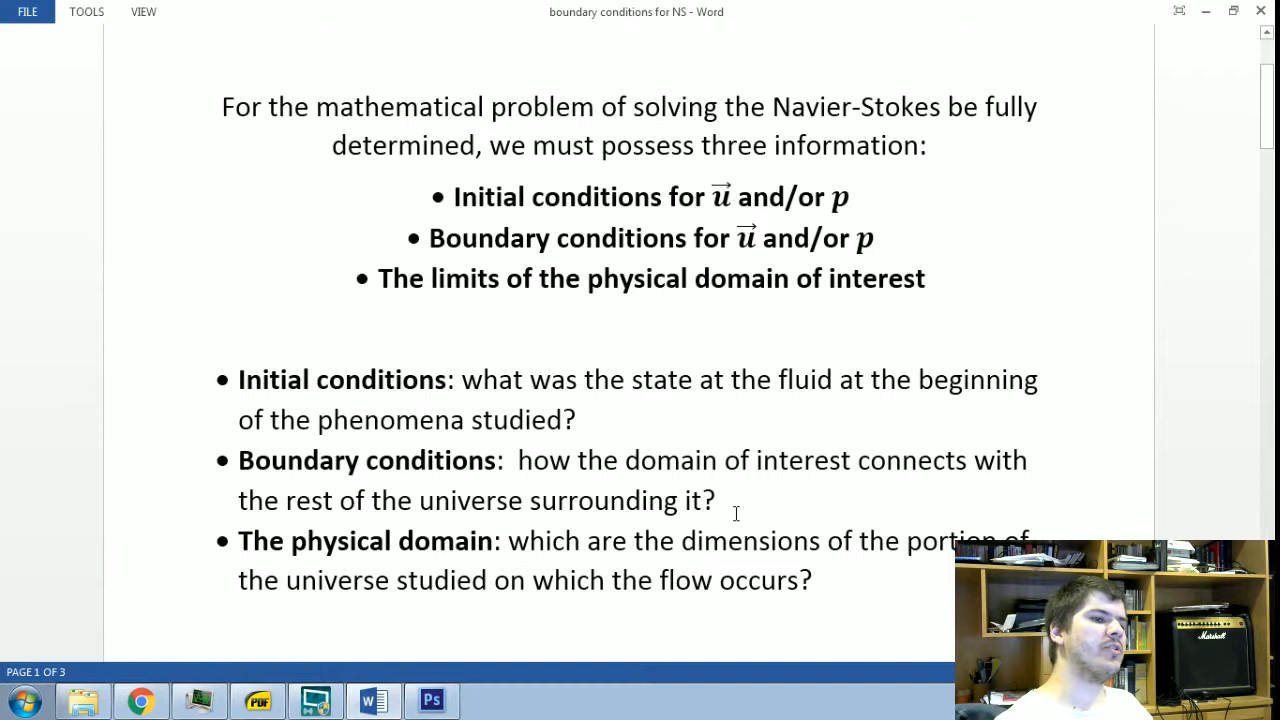 FILE TOOLS VIEW boundary conditions for NS - Word
For the mathematical problem of solving the Navier-Stokes be fully
determined, we must possess three information:
• Initial conditions for u⃗ and/or p
• Boundary conditions for u⃗ and/or p
• The limits of the physical domain of interest
• Initial conditions: what was the state at the fluid at the beginning
of the phenomena studied?
• Boundary conditions: how the domain of interest connects with
the rest of the universe surrounding it?
• The physical domain: which are the dimensions of the portion of
the universe studied on which the flow occurs?
Marshall
PAGE 1 OF 3
PDF
W
Ps